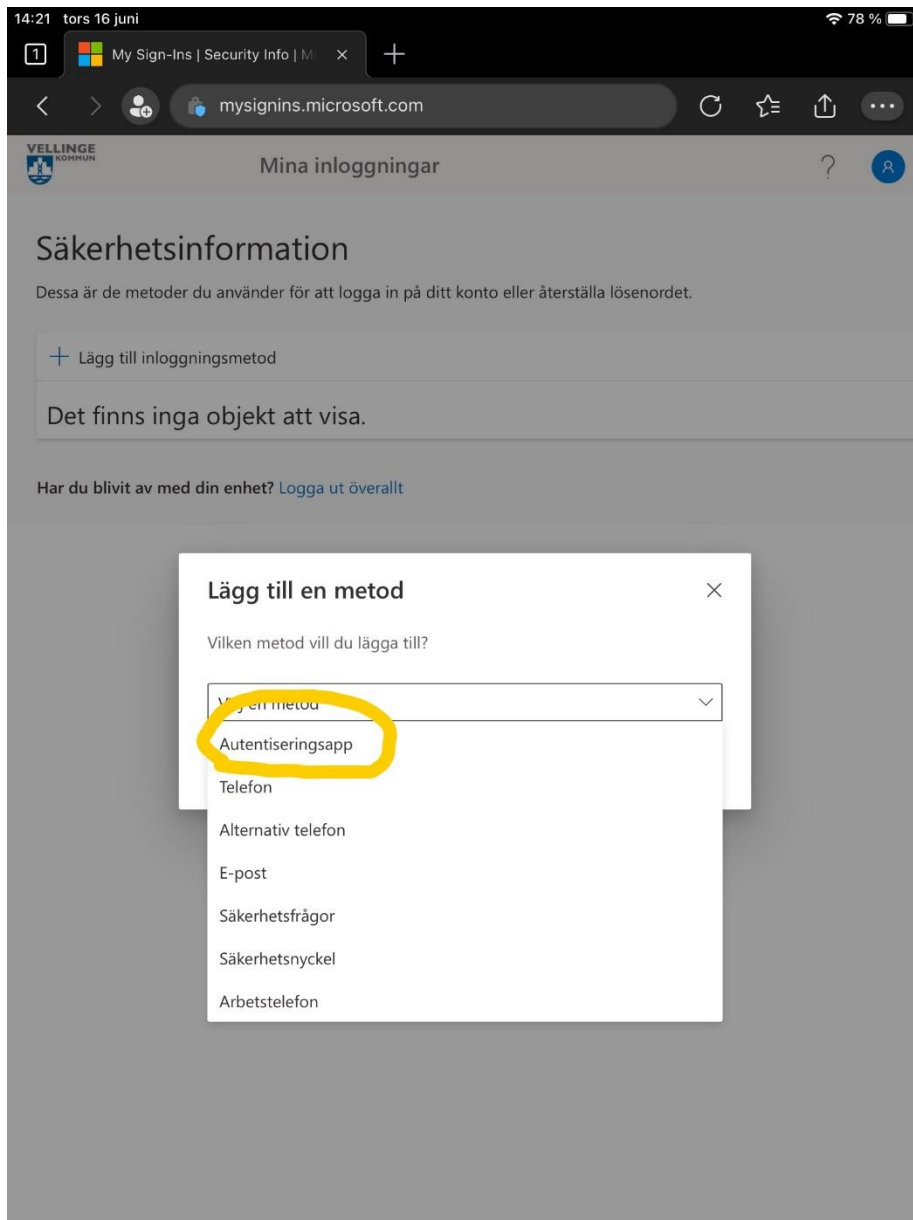 14:21 tors 16 juni
78 %
1
My Sign-Ins | Security Info | M
mysignins.microsoft.com
VELLINGE
KOMMUN
Mina inloggningar
?
Säkerhetsinformation
Dessa är de metoder du använder för att logga in på ditt konto eller återställa lösenordet.
Lägg till inloggningsmetod
Det finns inga objekt att visa.
Har du blivit av med din enhet? Logga ut överallt
Lägg till en metod
Vilken metod vill du lägga till?
Välj en metod
Autentiseringsapp
Telefon
Alternativ telefon
E-post
Säkerhetsfrågor
Säkerhetsnyckel
Arbetstelefon